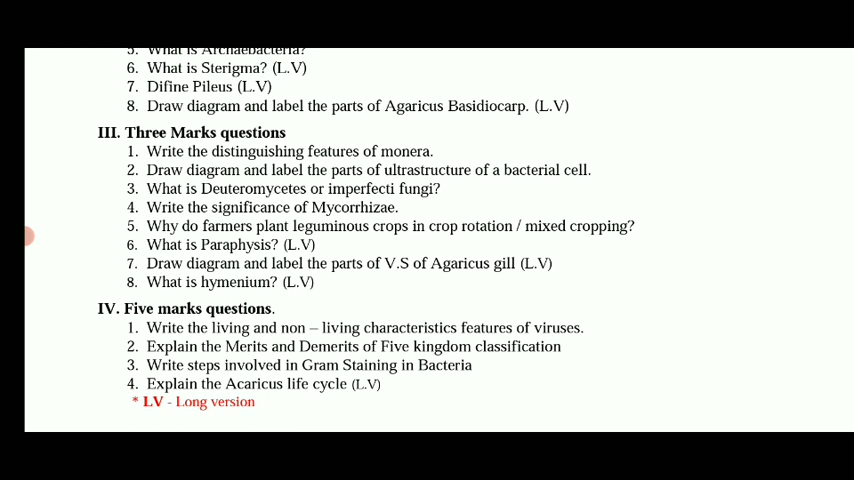 5. What is Archaebacteria?
6. What is Sterigma? (L.V)
7. Difine Pileus (L.V)
8. Draw diagram and label the parts of Agaricus Basidiocarp. (L.V)
III. Three Marks questions
1. Write the distinguishing features of monera.
2. Draw diagram and label the parts of ultrastructure of a bacterial cell.
3. What is Deuteromycetes or imperfecti fungi?
4. Write the significance of Mycorrhizae.
5. Why do farmers plant leguminous crops in crop rotation / mixed cropping?
6. What is Paraphysis? (L.V)
7. Draw diagram and label the parts of V.S of Agaricus gill (L.V)
8. What is hymenium? (L.V)
IV. Five marks questions.
1. Write the living and non – living characteristics features of viruses.
2. Explain the Merits and Demerits of Five kingdom classification
3. Write steps involved in Gram Staining in Bacteria
4. Explain the Acaricus life cycle (L.V)
* LV - Long version